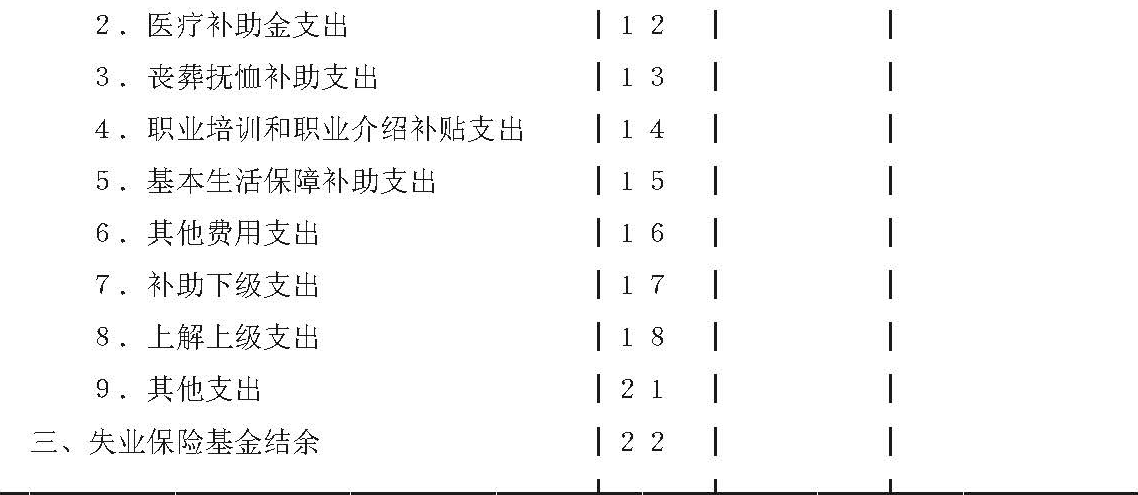 2．医疗补助金支出 | 12 | |
3．丧葬抚恤补助支出 | 13 | |
4．职业培训和职业介绍补贴支出 | 14 | |
5．基本生活保障补助支出 | 15 | |
6．其他费用支出 | 16 | |
7．补助下级支出 | 17 | |
8．上解上级支出 | 18 | |
9．其他支出 | 21 | |
三、失业保险基金结余 | 22 | |